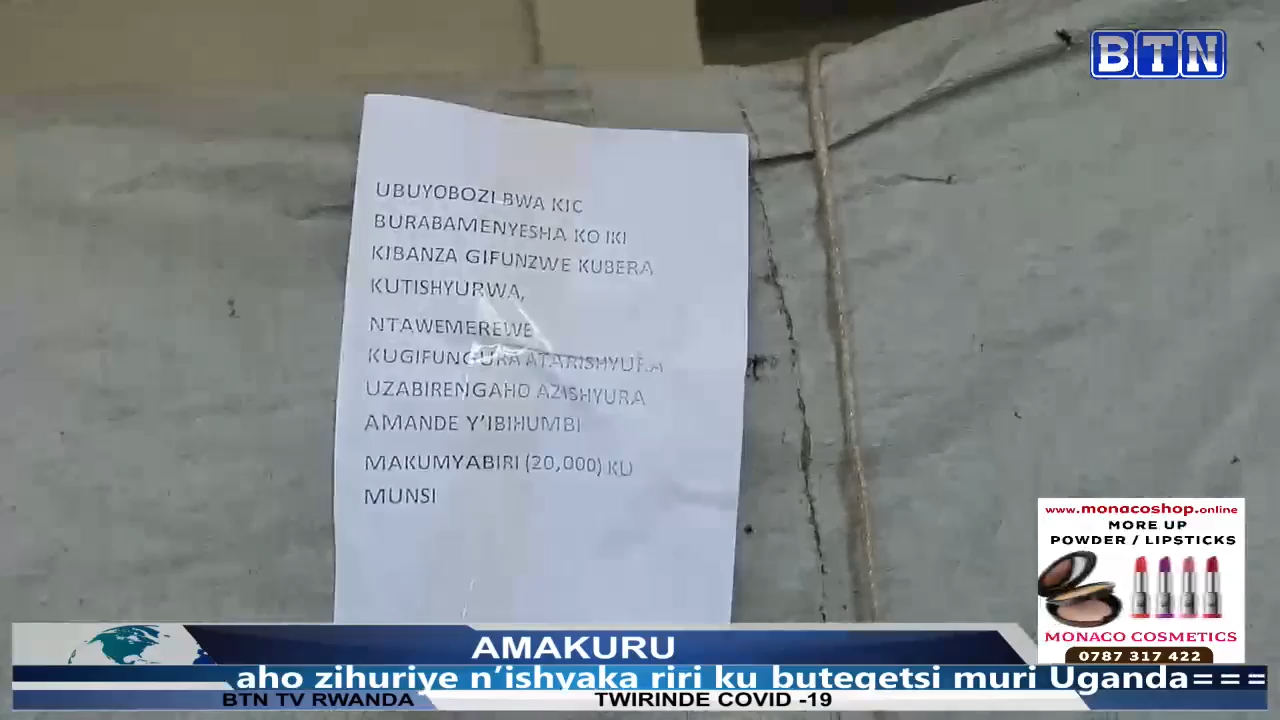 BTN
UBUYOBOZI BWA KIC
BURABAMENYESHA KO IKI
KIBANZA GIFUNZWE KUBERA
KUTISHYURWA,
NTAWEMEREWE
KUGIFUNGURA ATARISHYURA
UZABIRENGAHO AZISHYURA
AMANDE Y'IBIHUMBI
MAKUMYABIRI (20,000) KU
MUNSI
www.monacoshop.online
MORE UP
POWDER / LIPSTICKS
MONACO COSMETICS
0787 317 422
AMAKURU
aho zihuriye n'ishyaka riri ku butegetsi muri Uganda===
BTN TV RWANDA
TWIRINDE COVID -19